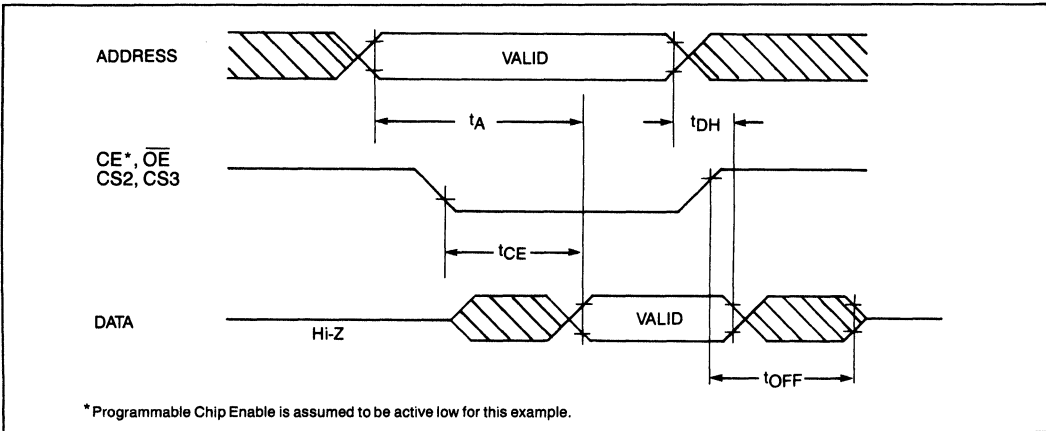 ADDRESS
VALID
tA
tDH
CE*, O̅E̅
CS2, CS3
tCE
DATA
Hi-Z
VALID
tOFF
*Programmable Chip Enable is assumed to be active low for this example.